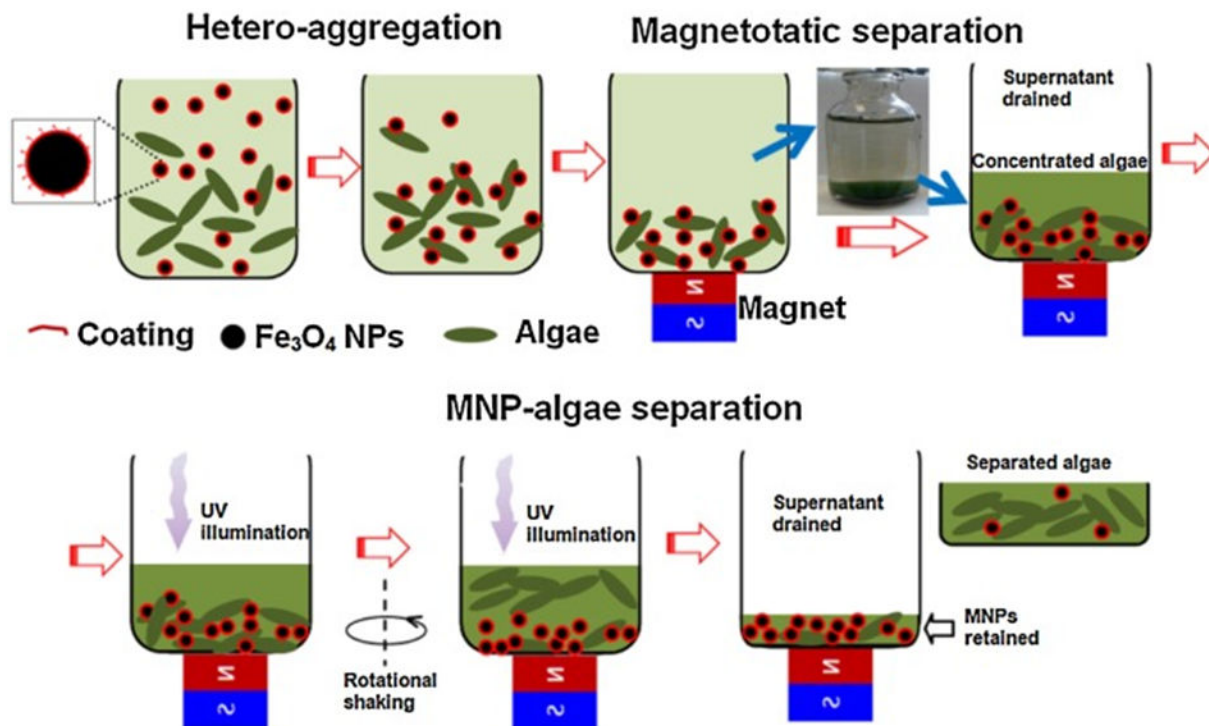 Hetero-aggregation
Magnetotatic separation
Supernatant
drained
Concentrated algae
N
S
Magnet
N
S
Coating
Fe₃O₄ NPs
Algae
MNP-algae separation
UV
illumination
UV
illumination
Supernatant
drained
Separated algae
MNPs
retained
Rotational
shaking
N
S
N
S
N
S